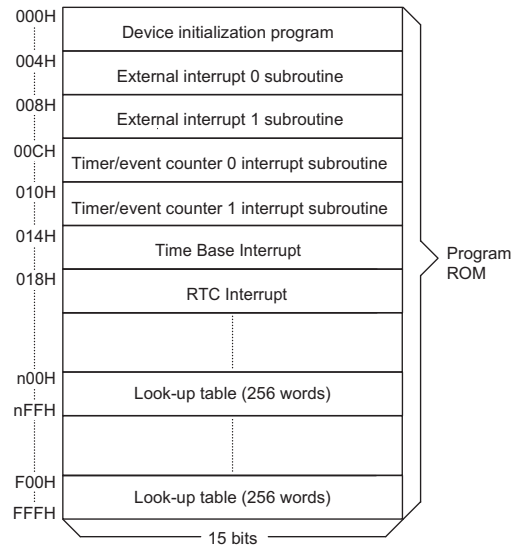 000H
Device initialization program
004H
External interrupt 0 subroutine
008H
External interrupt 1 subroutine
00CH
Timer/event counter 0 interrupt subroutine
010H
Timer/event counter 1 interrupt subroutine
014H
Time Base Interrupt
018H
RTC Interrupt
Program
ROM
n00H
Look-up table (256 words)
nFFH
F00H
Look-up table (256 words)
FFFH
15 bits